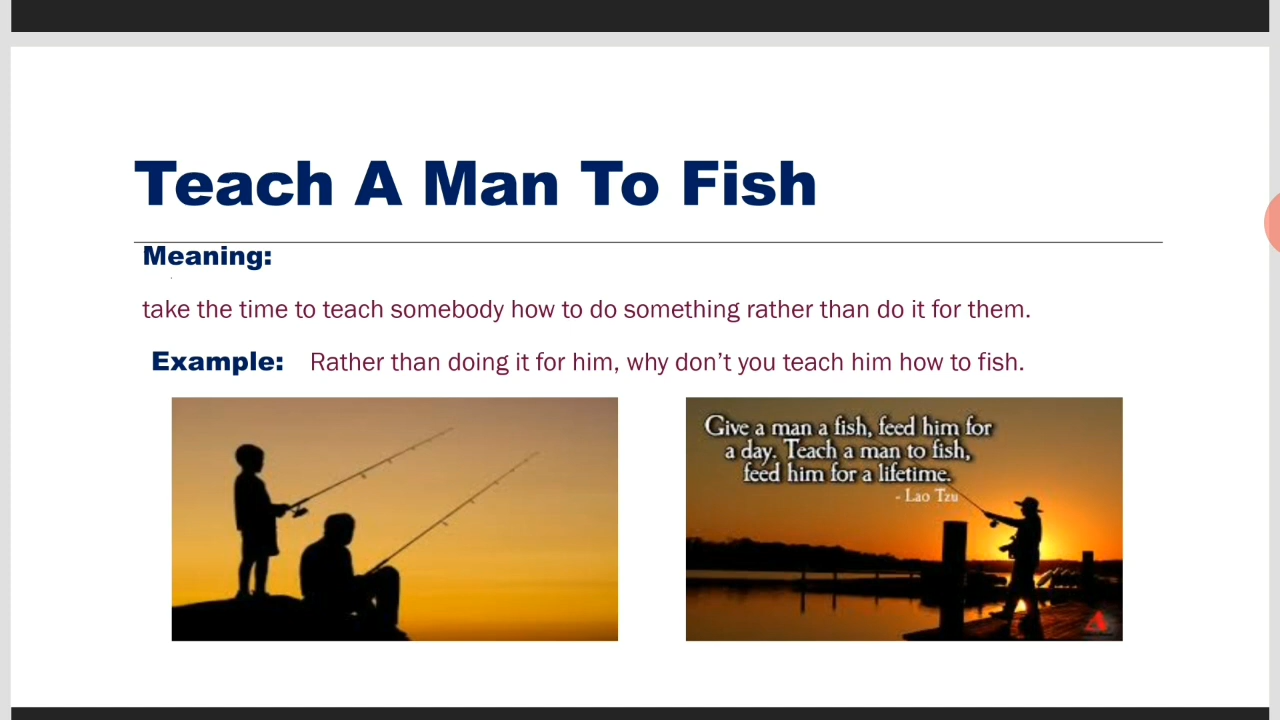 Teach A Man To Fish
Meaning:
take the time to teach somebody how to do something rather than do it for them.
Example: Rather than doing it for him, why don’t you teach him how to fish.
Give a man a fish, feed him for
a day. Teach a man to fish,
feed him for a lifetime.
- Lao Tzu